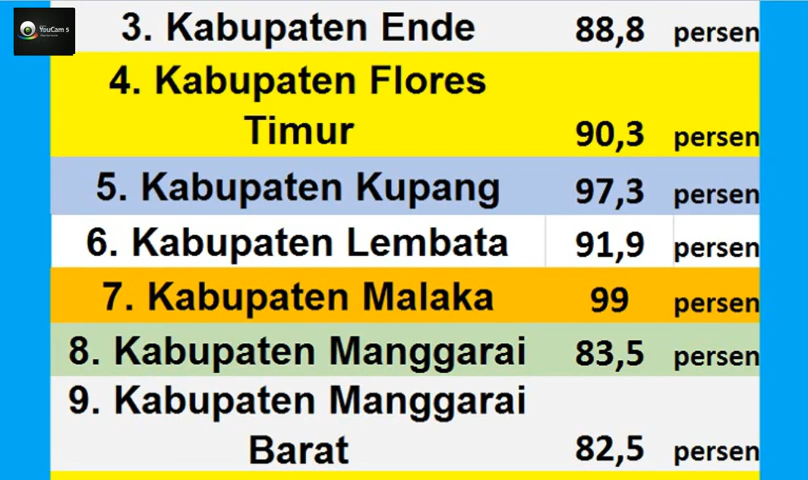 YouCam 5
3. Kabupaten Ende 88,8 persen
4. Kabupaten Flores
Timur 90,3 persen
5. Kabupaten Kupang 97,3 persen
6. Kabupaten Lembata 91,9 persen
7. Kabupaten Malaka 99 persen
8. Kabupaten Manggarai 83,5 persen
9. Kabupaten Manggarai
Barat 82,5 persen